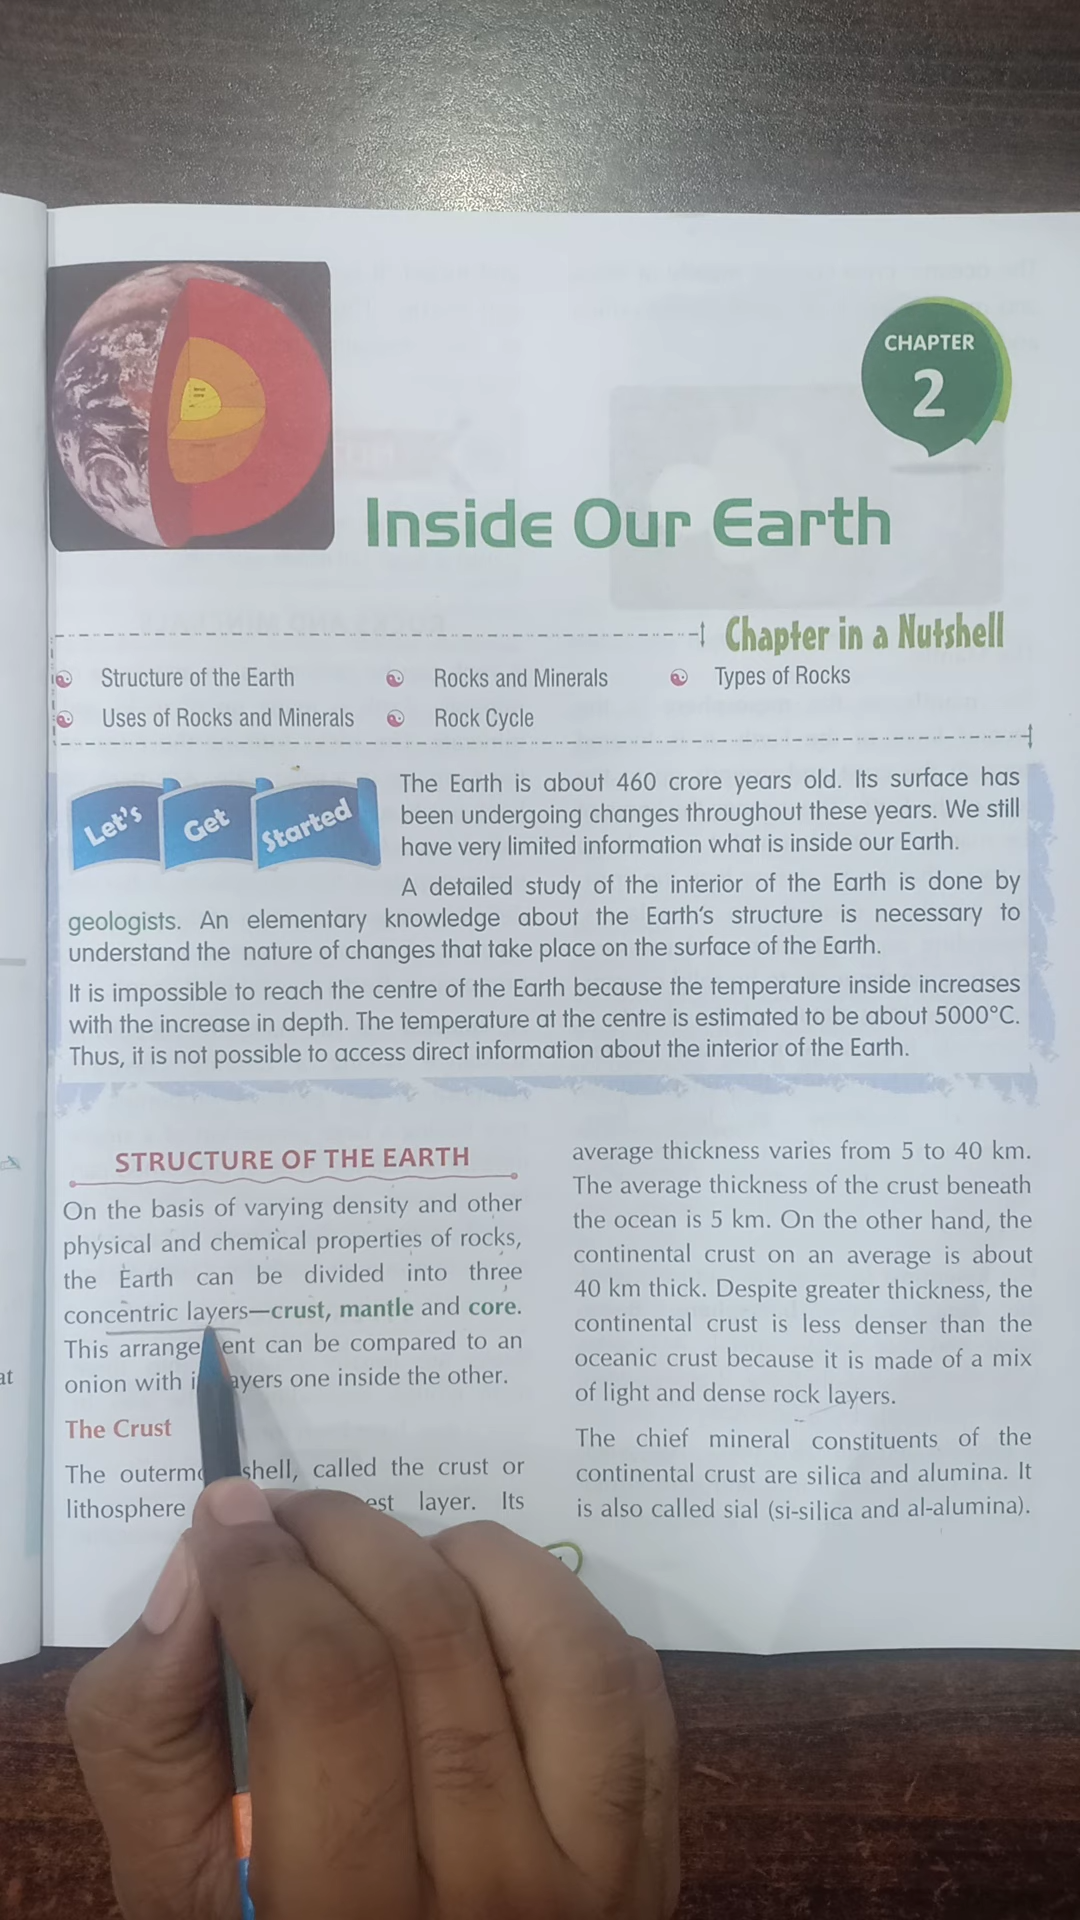 CHAPTER
2
Inside Our Earth
Chapter in a Nutshell
Structure of the Earth
Rocks and Minerals
Types of Rocks
Uses of Rocks and Minerals
Rock Cycle
Let's Get Started
The Earth is about 460 crore years old. Its surface has
been undergoing changes throughout these years. We still
have very limited information what is inside our Earth.
A detailed study of the interior of the Earth is done by
geologists. An elementary knowledge about the Earth's structure is necessary to
understand the nature of changes that take place on the surface of the Earth.
It is impossible to reach the centre of the Earth because the temperature inside increases
with the increase in depth. The temperature at the centre is estimated to be about 5000°C.
Thus, it is not possible to access direct information about the interior of the Earth.
STRUCTURE OF THE EARTH
On the basis of varying density and other
physical and chemical properties of rocks,
the Earth can be divided into three
concentric layers—crust, mantle and core.
This can be compared to an
onion with one inside the other.
The Crust
The shell, called the crust or
lithosphere layer. Its
average thickness varies from 5 to 40 km.
The average thickness of the crust beneath
the ocean is 5 km. On the other hand, the
continental crust on an average is about
40 km thick. Despite greater thickness, the
continental crust is less denser than the
oceanic crust because it is made of a mix
of light and dense rock layers.
The chief mineral constituents of the
continental crust are silica and alumina. It
is also called sial (si-silica and al-alumina).